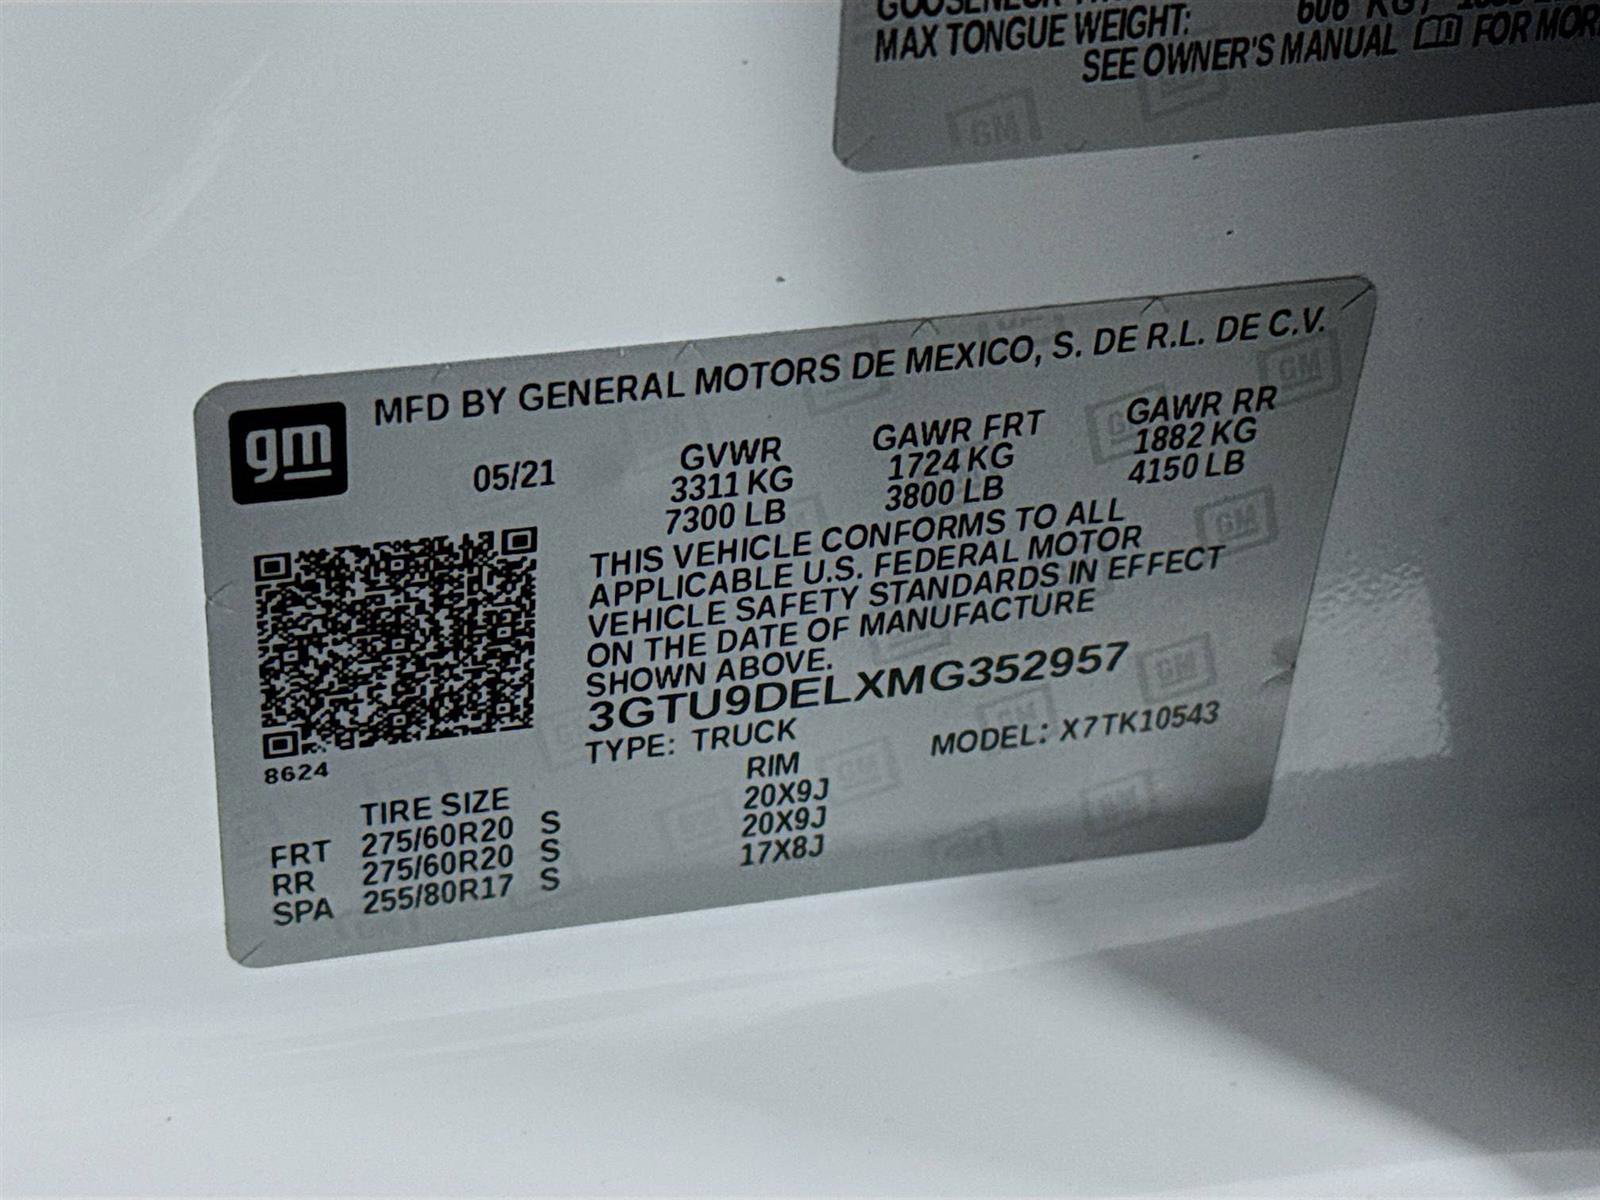 MAX TONGUE WEIGHT: 606 KG
SEE OWNER'S MANUAL FOR MOR
MFD BY GENERAL MOTORS DE MEXICO, S. DE R.L. DE C.V.
gm
05/21
GVWR GAWR FRT GAWR RR
3311 KG 1724 KG 1882 KG
7300 LB 3800 LB 4150 LB
THIS VEHICLE CONFORMS TO ALL
APPLICABLE U.S. FEDERAL MOTOR
VEHICLE SAFETY STANDARDS IN EFFECT
ON THE DATE OF MANUFACTURE
SHOWN ABOVE.
3GTU9DELXMG352957
TYPE: TRUCK MODEL: X7TK10543
8624
TIRE SIZE RIM
FRT 275/60R20 S 20X9J
RR 275/60R20 S 20X9J
SPA 255/80R17 S 17X8J